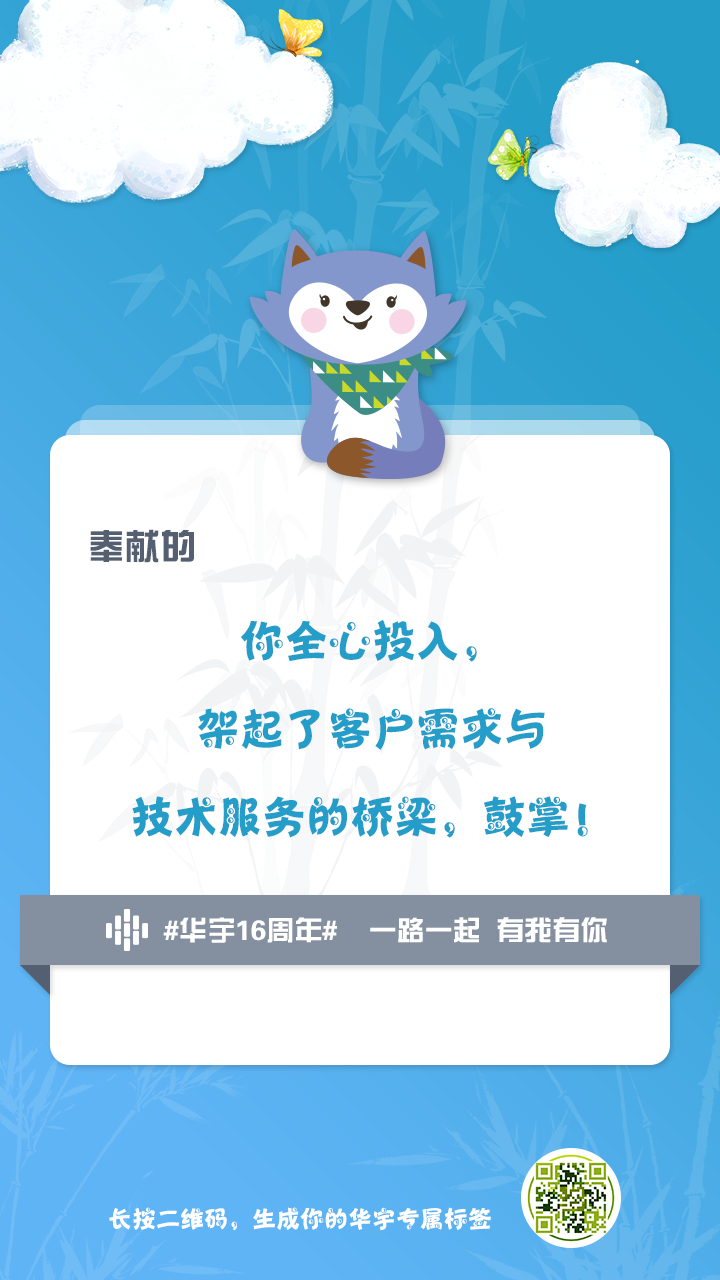 奉献的
你全心投入，
架起了客户需求与
技术服务的桥梁，鼓掌！
#华宇16周年# 一路一起 有我有你
长按二维码，生成你的华宇专属标签